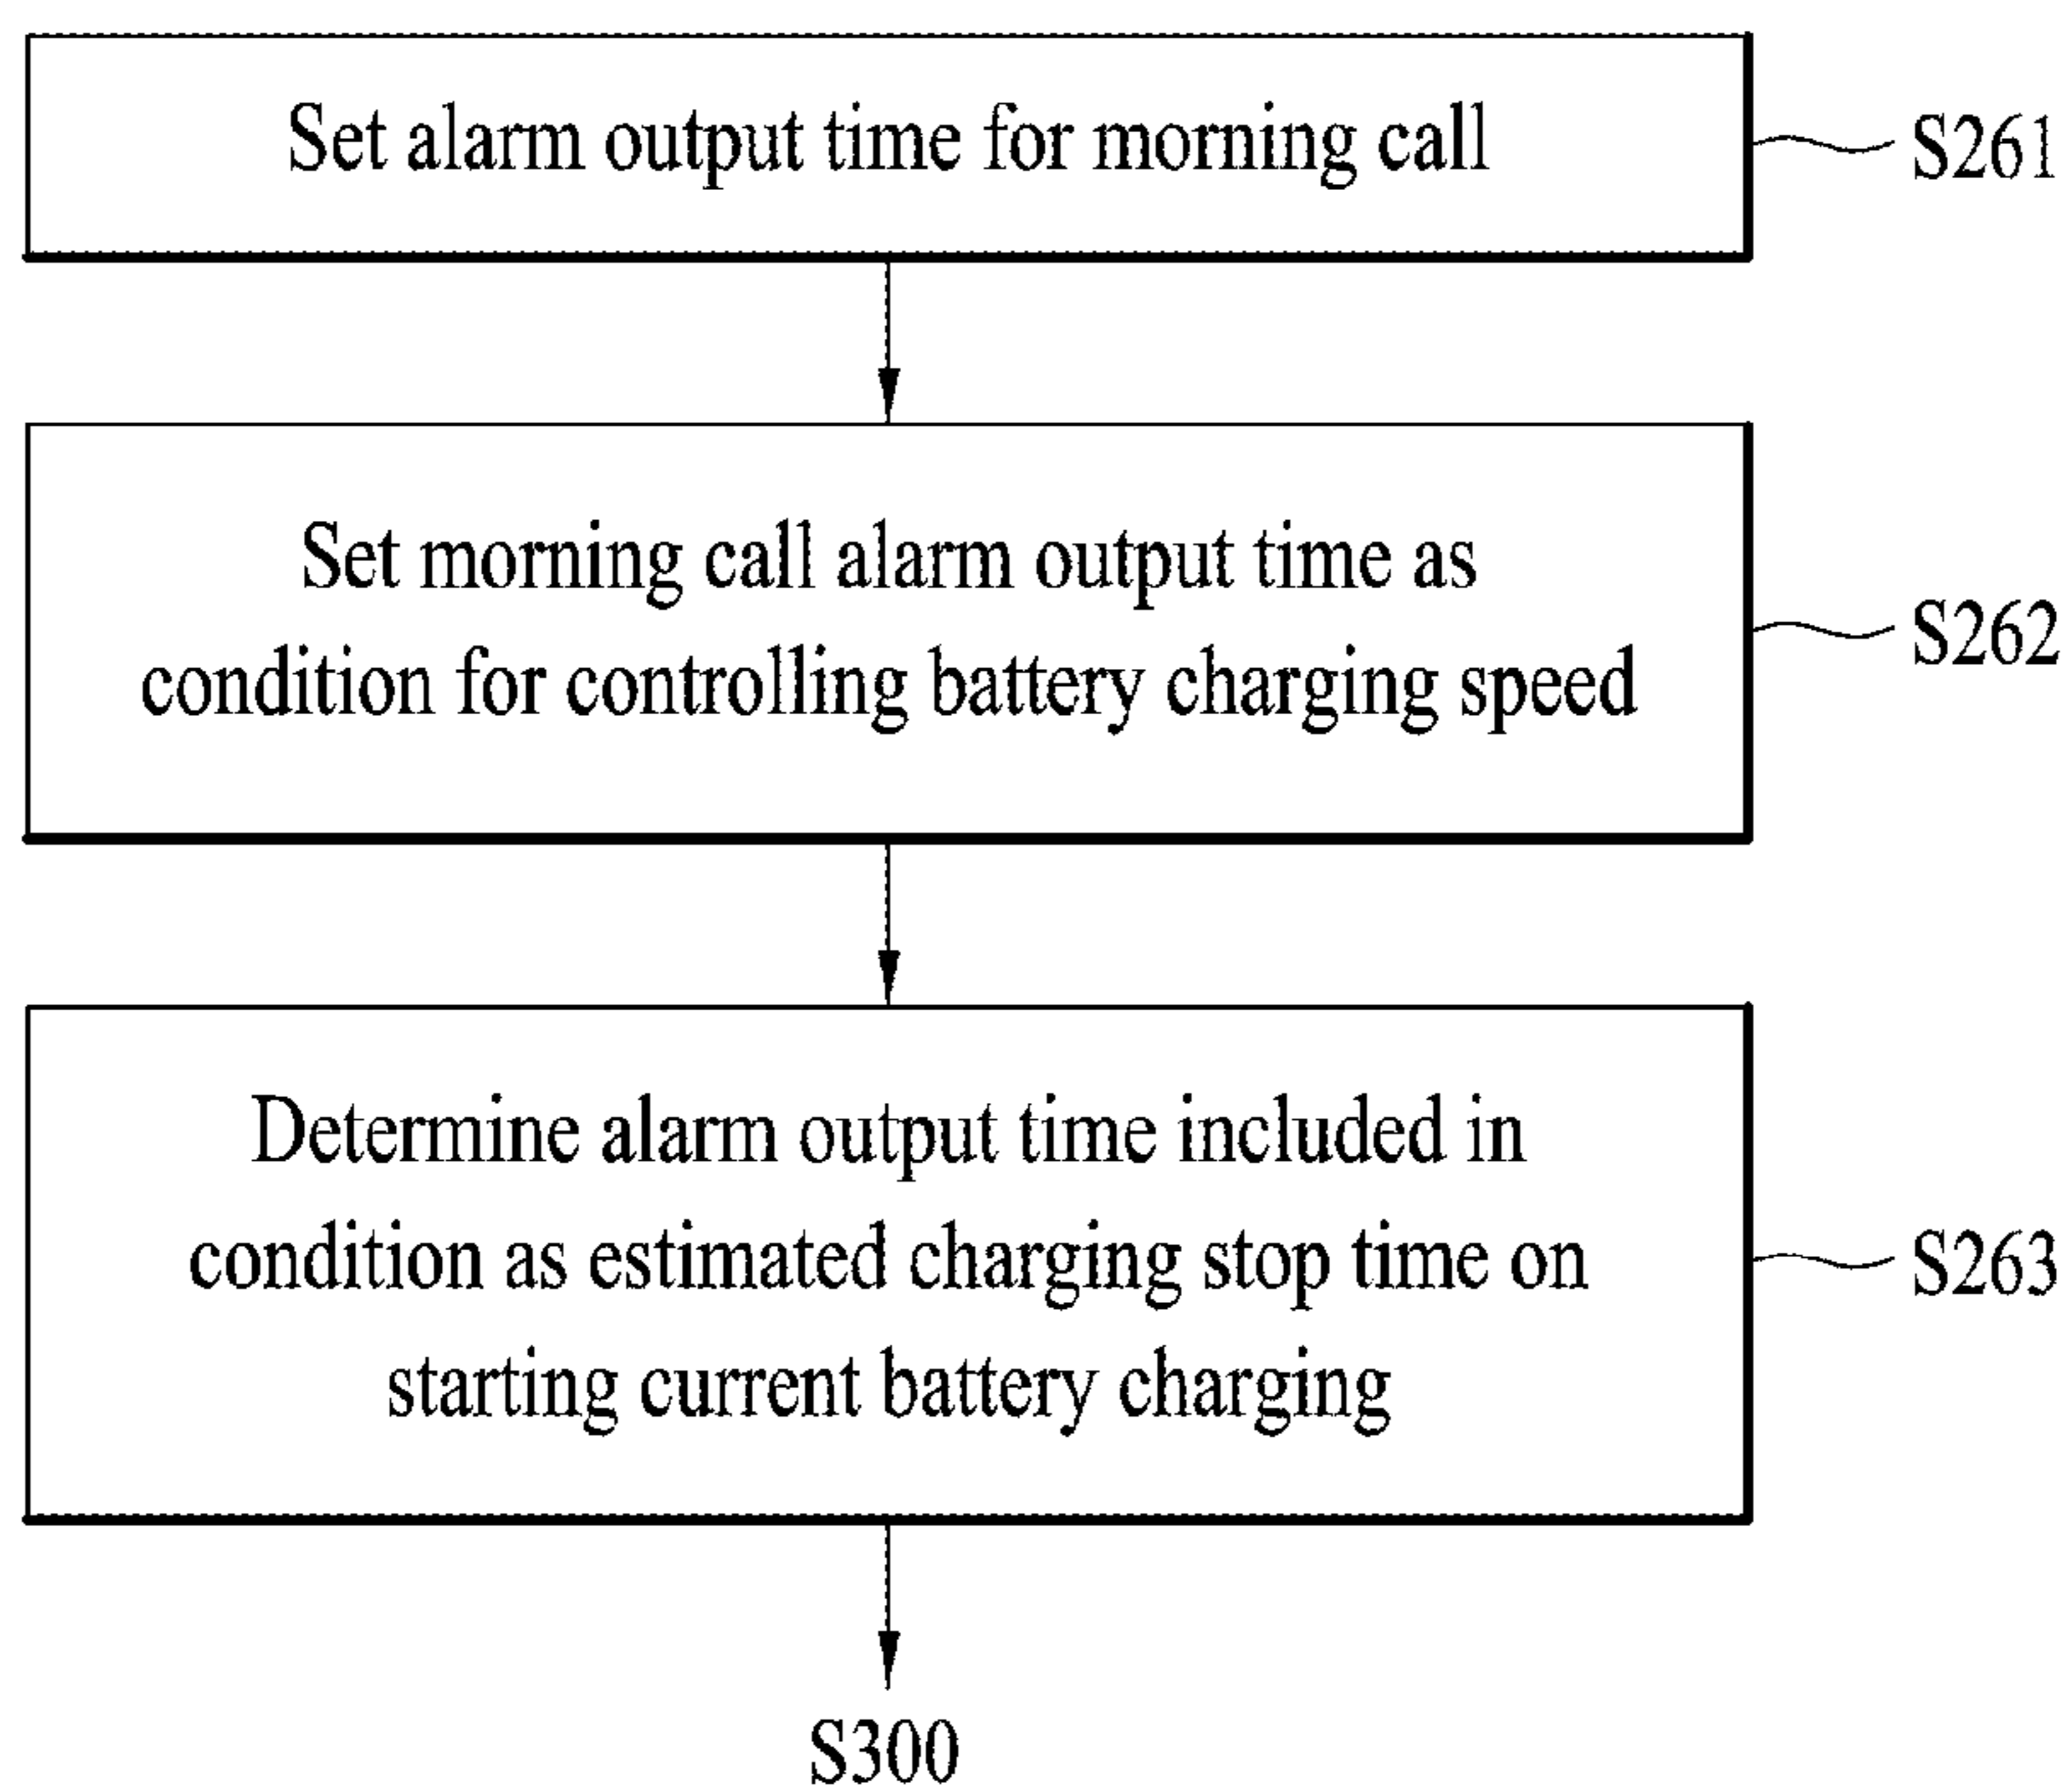 Set alarm output time for morning call
S261
Set morning call alarm output time as
condition for controlling battery charging speed
S262
Determine alarm output time included in
condition as estimated charging stop time on
starting current battery charging
S263
S300